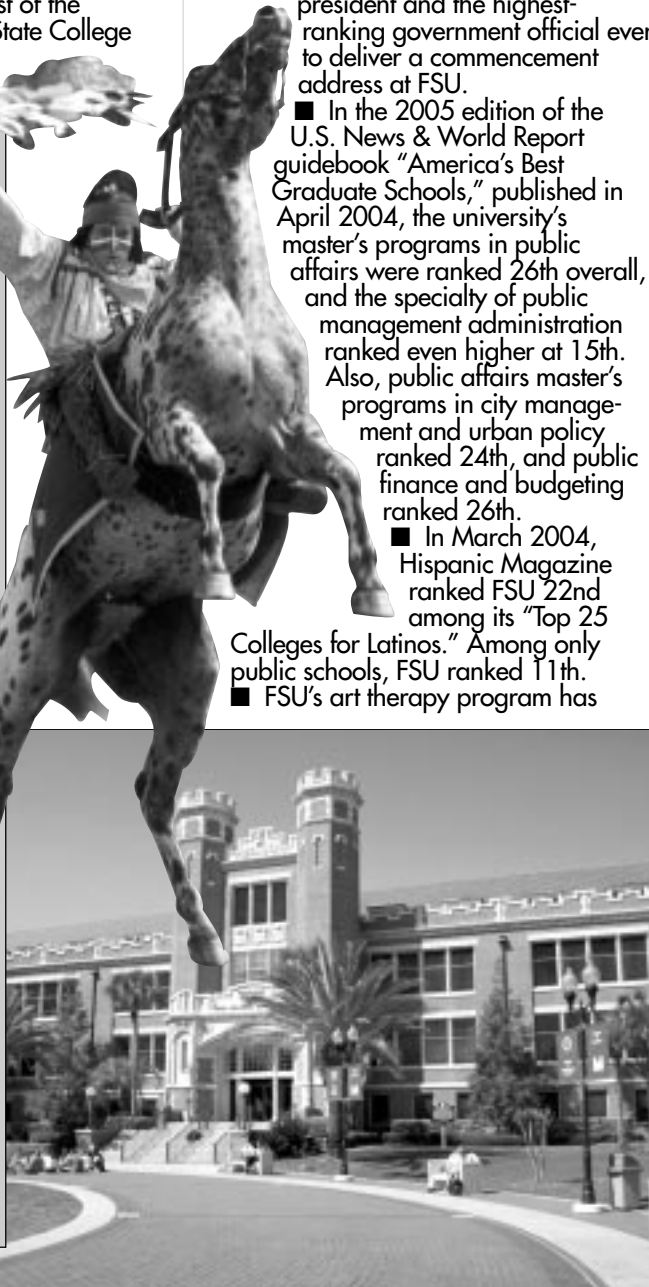 st of the
State College
president and the highest-
ranking government official ever
to deliver a commencement
address at FSU.
■ In the 2005 edition of the
U.S. News & World Report
guidebook “America’s Best
Graduate Schools,” published in
April 2004, the university’s
master’s programs in public
affairs were ranked 26th overall,
and the specialty of public
management administration
ranked even higher at 15th.
Also, public affairs master’s
programs in city manage-
ment and urban policy
ranked 24th, and public
finance and budgeting
ranked 26th.
■ In March 2004,
Hispanic Magazine
ranked FSU 22nd
among its “Top 25
Colleges for Latinos.” Among only
public schools, FSU ranked 11th.
■ FSU’s art therapy program has